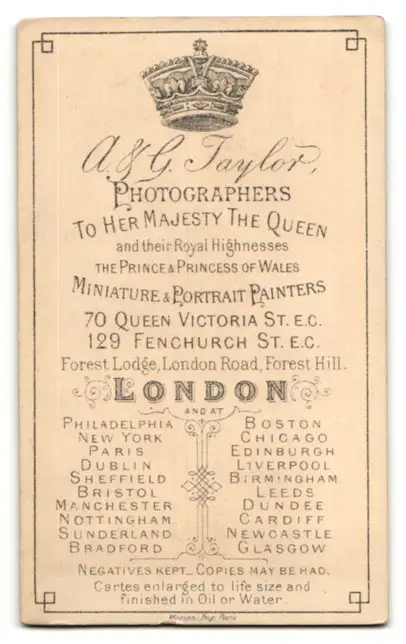 A. & G. Taylor,
PHOTOGRAPHERS
TO HER MAJESTY THE QUEEN
and their Royal Highnesses
THE PRINCE & PRINCESS OF WALES
MINIATURE & PORTRAIT PAINTERS
70 QUEEN VICTORIA ST. E.C.
129 FENCHURCH ST. E.C.
Forest Lodge, London Road, Forest Hill.
LONDON
AND AT
PHILADELPHIA
NEW YORK
PARIS
DUBLIN
SHEFFIELD
BRISTOL
MANCHESTER
NOTTINGHAM
SUNDERLAND
BRADFORD
BOSTON
CHICAGO
EDINBURGH
LIVERPOOL
BIRMINGHAM
LEEDS
DUNDEE
CARDIFF
NEWCASTLE
GLASGOW
NEGATIVES KEPT_COPIES MAY BE HAD.
Cartes enlarged to life size and
finished in Oil or Water.
Paris